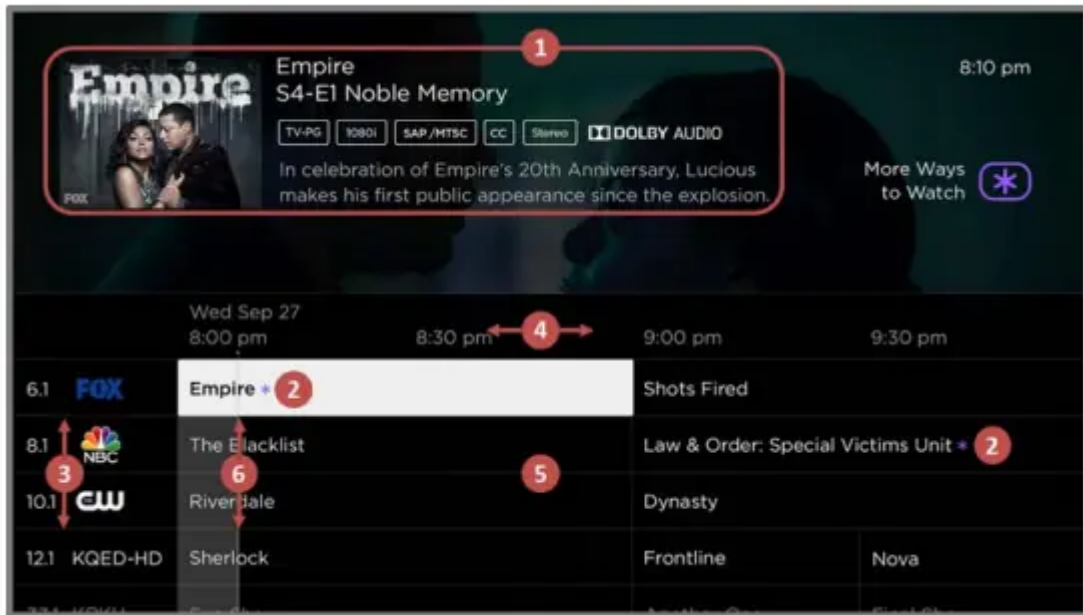 1
Empire
Empire
S4-E1 Noble Memory
8:10 pm
TV-PG 1080i SAP/MTSC CC Stereo DOLBY AUDIO
In celebration of Empire's 20th Anniversary, Lucious
makes his first public appearance since the explosion.
FOX
More Ways
to Watch *
Wed Sep 27
8:00 pm 8:30 pm 4 9:00 pm 9:30 pm
6.1 FOX Empire * 2 Shots Fired
8.1 NBC The Blacklist Law & Order: Special Victims Unit * 2
3 6 5
10.1 CW Riverdale Dynasty
12.1 KQED-HD Sherlock Frontline Nova